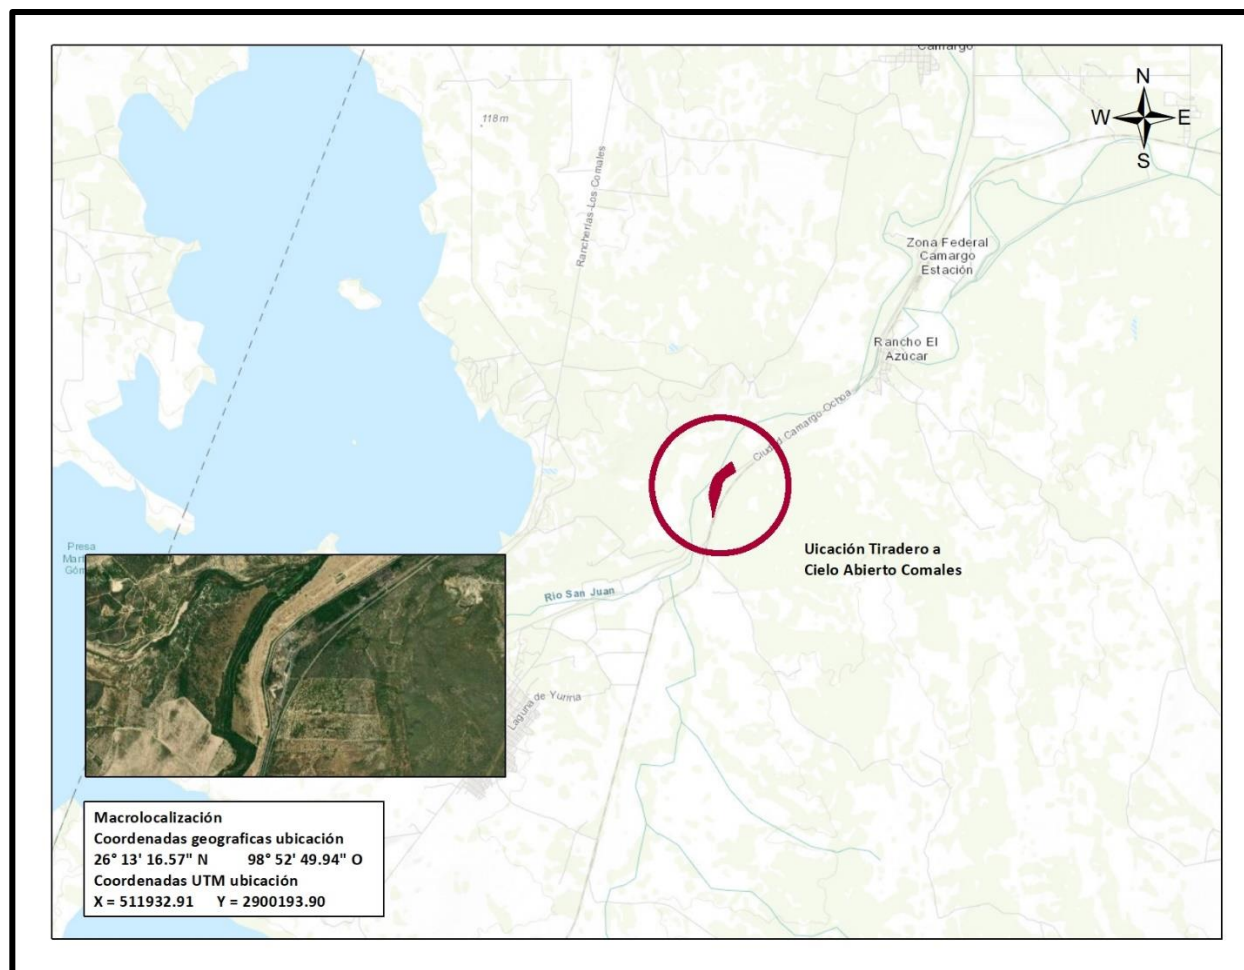 Camargo
N
W E
S
118 m
Rancherías-Los Comales
Zona Federal
Camargo
Estación
Rancho El
Azúcar
Ciudad Camargo-Ochoa
Uicación Tiradero a
Cielo Abierto Comales
Presa
Río San Juan
Laguna de Yurma
Macrolocalización
Coordenadas geograficas ubicación
26° 13' 16.57" N 98° 52' 49.94" O
Coordenadas UTM ubicación
X = 511932.91 Y = 2900193.90